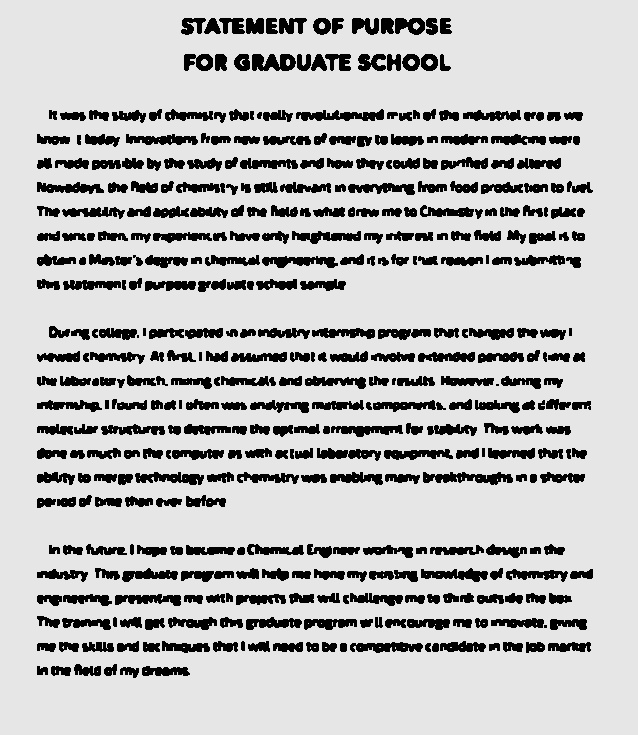 STATEMENT OF PURPOSE
FOR GRADUATE SCHOOL
It was the study of chemistry that really revolutionized much of the industrial era as we
know it today. Innovations from new sources of energy to leaps in modern medicine were
all made possible by the study of elements and how they could be purified and altered.
Nowadays, the field of chemistry is still relevant in everything from food production to fuel.
The versatility and applicability of the field is what drew me to Chemistry in the first place
and since then, my experiences have only heightened my interest in the field. My goal is to
obtain a Master's degree in chemical engineering, and it is for that reason I am submitting
this statement of purpose graduate school sample.
During college, I participated in an industry internship program that changed the way I
viewed chemistry. At first, I had assumed that it would involve extended periods of time at
the laboratory bench, mixing chemicals and observing the results. However, during my
internship, I found that I often was analyzing material components, and looking at different
molecular structures to determine the optimal arrangement for stability. This work was
done as much on the computer as with actual laboratory equipment, and I learned that the
ability to merge technology with chemistry was enabling many breakthroughs in a shorter
period of time than ever before.
In the future, I hope to become a Chemical Engineer working in research design in the
industry. This graduate program will help me hone my existing knowledge of chemistry and
engineering, presenting me with projects that will challenge me to think outside the box.
The training I will get through this graduate program will encourage me to innovate, giving
me the skills and techniques that I will need to be a competitive candidate in the job market
in the field of my dreams.